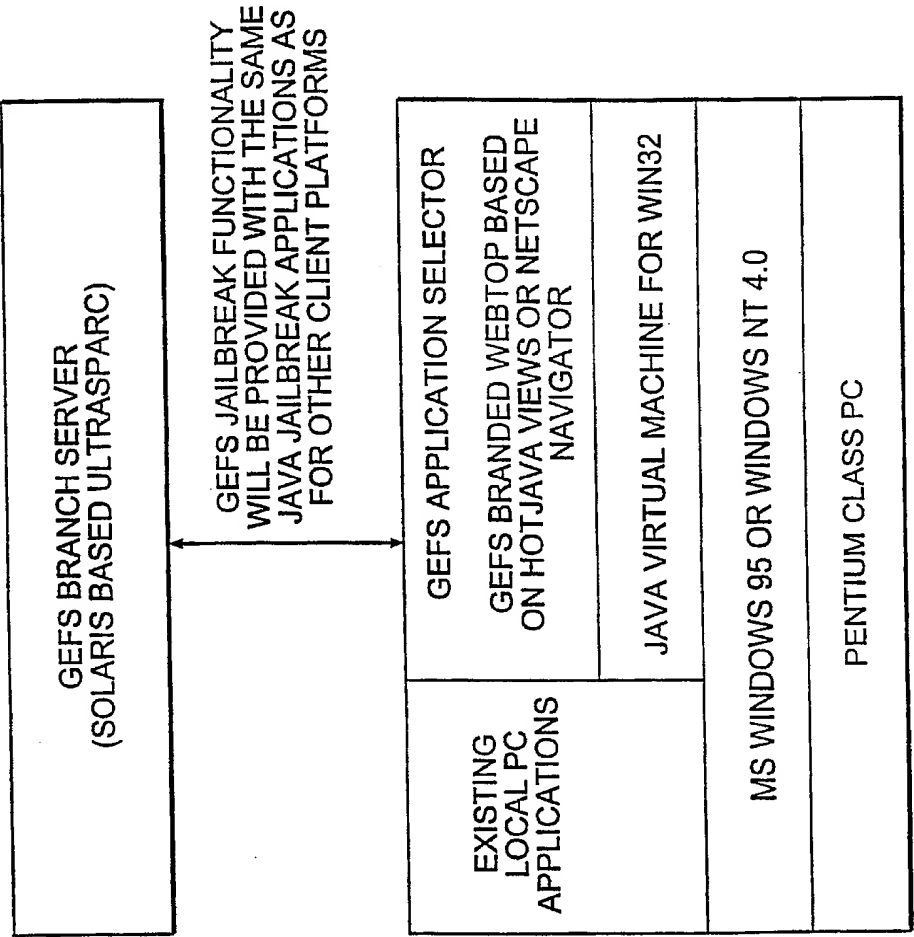 GEFS BRANCH SERVER
(SOLARIS BASED ULTRASPARC)
GEFS JAILBREAK FUNCTIONALITY
WILL BE PROVIDED WITH THE SAME
JAVA JAILBREAK APPLICATIONS AS
FOR OTHER CLIENT PLATFORMS
EXISTING
LOCAL PC
APPLICATIONS
GEFS APPLICATION SELECTOR
GEFS BRANDED WEBTOP BASED
ON HOTJAVA VIEWS OR NETSCAPE
NAVIGATOR
JAVA VIRTUAL MACHINE FOR WIN32
MS WINDOWS 95 OR WINDOWS NT 4.0
PENTIUM CLASS PC